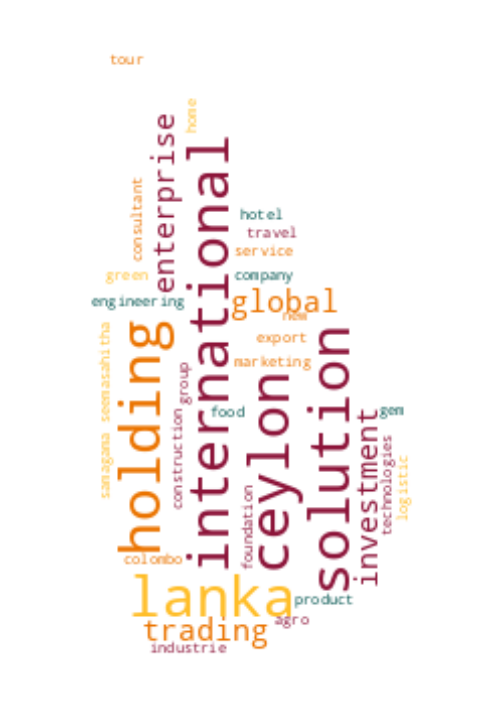 tour
home
enterprise
international
consultant
hotel
travel
service
green
company
engineering
global
new
holding
export
samagama seemasahitha
solution
marketing
group
ceylon
food
construction
gem
investment
technologies
logistic
foundation
colombo
lanka
product
trading
agro
industrie